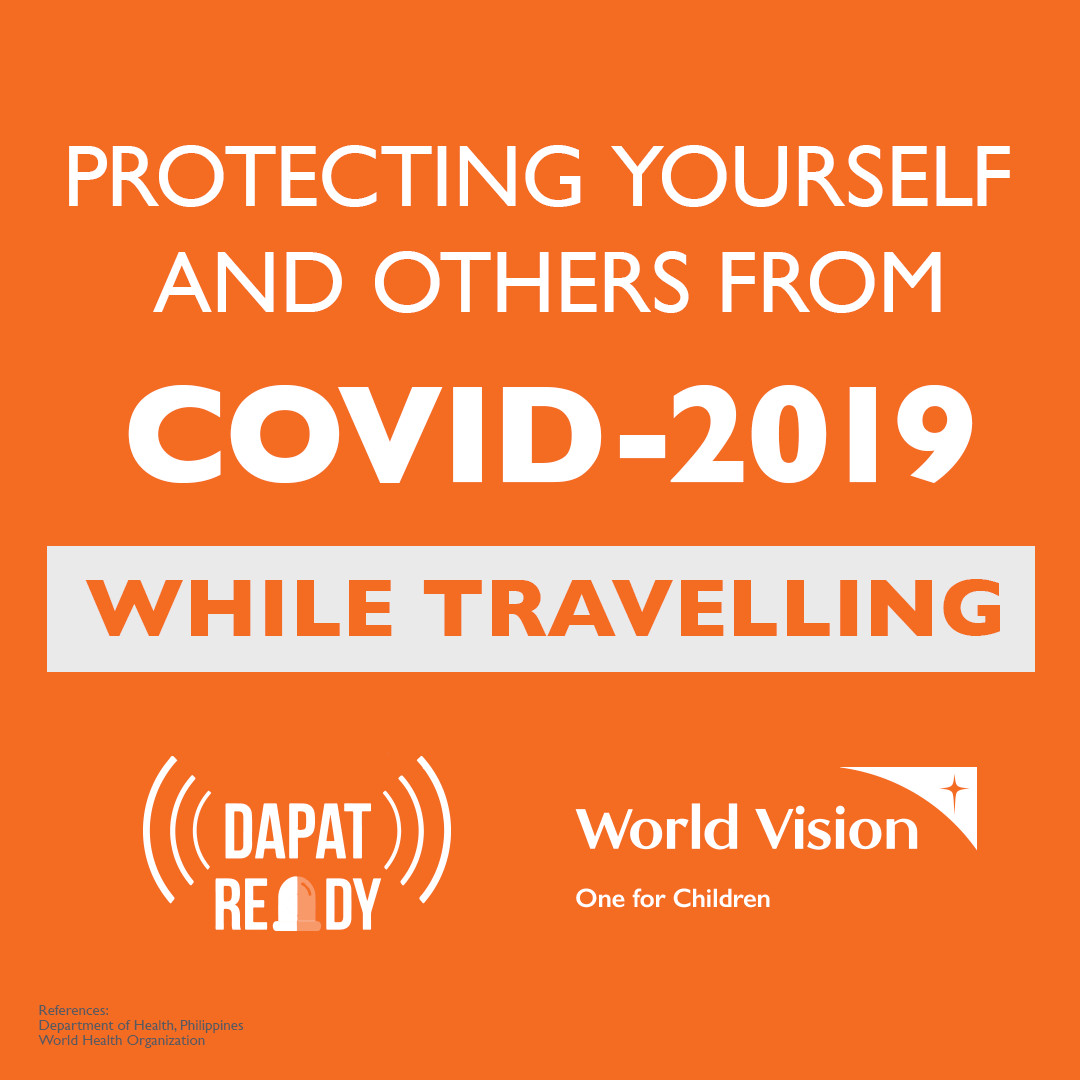 PROTECTING YOURSELF
AND OTHERS FROM
COVID-2019
WHILE TRAVELLING
DAPAT
READY
World Vision
One for Children
References:
Department of Health, Philippines
World Health Organization